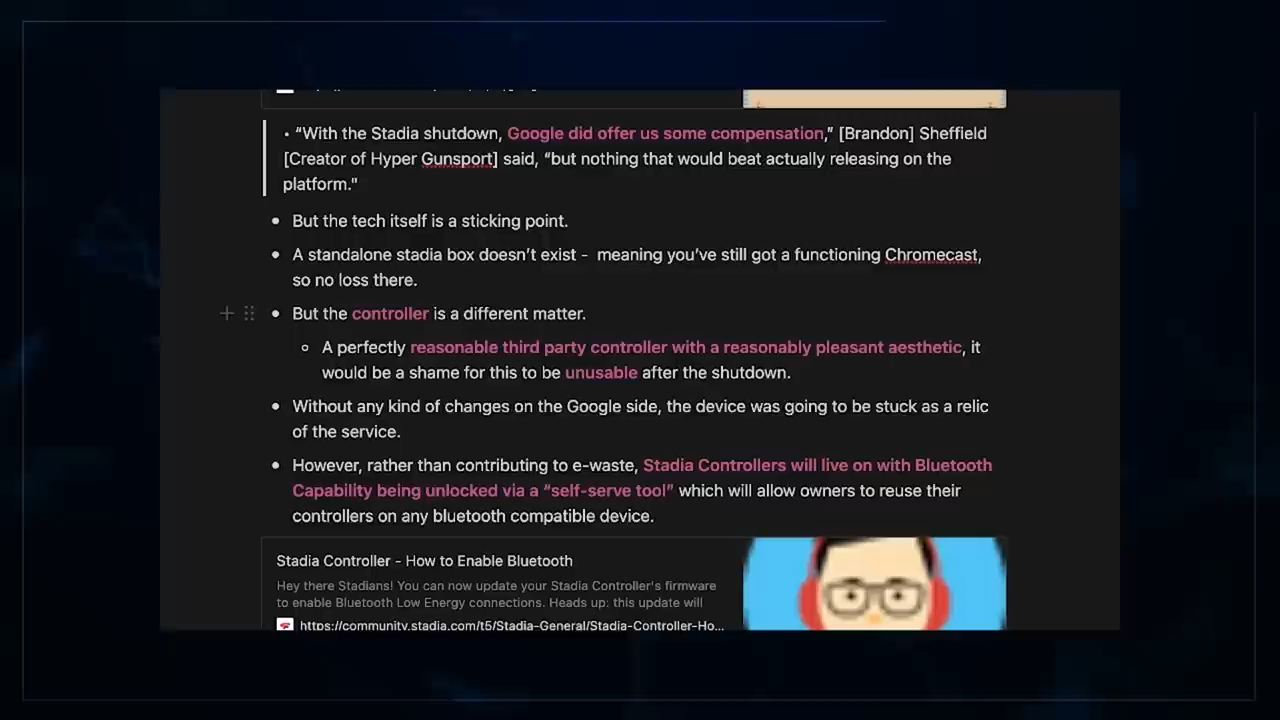 • “With the Stadia shutdown, Google did offer us some compensation,” [Brandon] Sheffield
[Creator of Hyper Gunsport] said, “but nothing that would beat actually releasing on the
platform."
But the tech itself is a sticking point.
A standalone stadia box doesn’t exist - meaning you’ve still got a functioning Chromecast,
so no loss there.
But the controller is a different matter.
A perfectly reasonable third party controller with a reasonably pleasant aesthetic, it
would be a shame for this to be unusable after the shutdown.
Without any kind of changes on the Google side, the device was going to be stuck as a relic
of the service.
However, rather than contributing to e-waste, Stadia Controllers will live on with Bluetooth
Capability being unlocked via a “self-serve tool” which will allow owners to reuse their
controllers on any bluetooth compatible device.
Stadia Controller - How to Enable Bluetooth
Hey there Stadians! You can now update your Stadia Controller's firmware
to enable Bluetooth Low Energy connections. Heads up: this update will
https://community.stadia.com/t5/Stadia-General/Stadia-Controller-Ho...